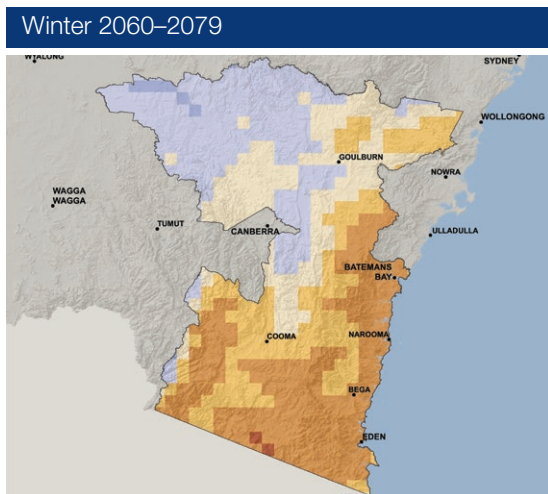 Winter 2060–2079
WYALONG
SYDNEY
WOLLONGONG
GOULBURN
NOWRA
WAGGA
WAGGA
TUMUT
CANBERRA
ULLADULLA
BATEMANS
BAY
COOMA
NAROOMA
BEGA
EDEN